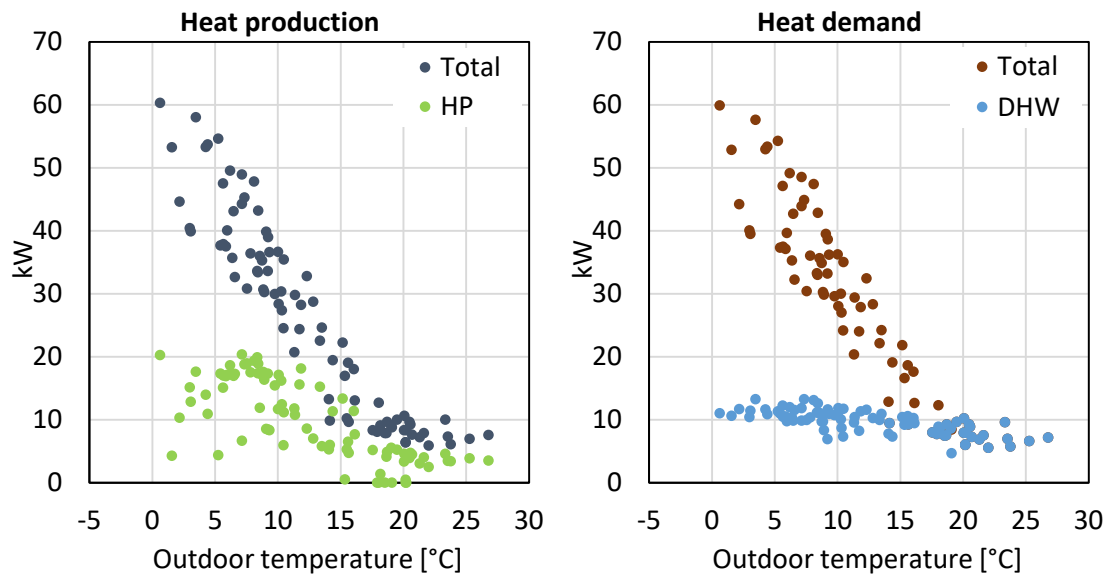 Heat production
70
60
50
40
30
20
10
0
kW
-5 0 5 10 15 20 25 30
Outdoor temperature [°C]
Total
HP
Heat demand
70
60
50
40
30
20
10
0
kW
-5 0 5 10 15 20 25 30
Outdoor temperature [°C]
Total
DHW